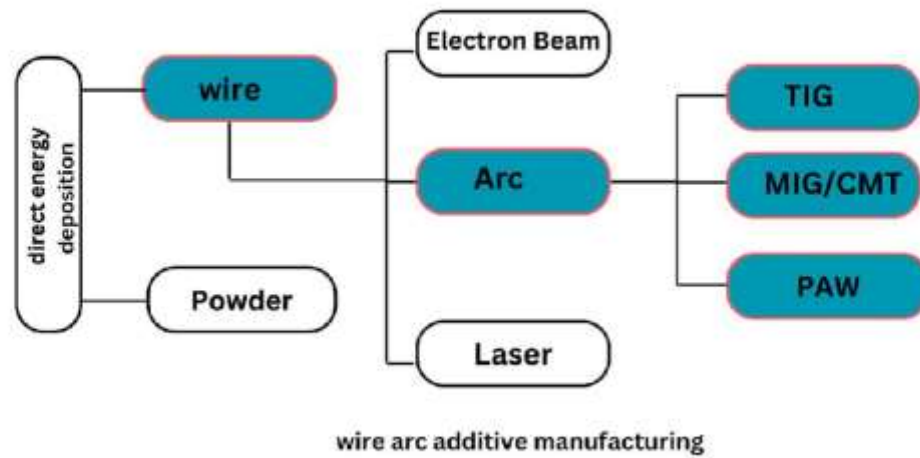 direct energy
deposition
wire
Powder
Electron Beam
Arc
Laser
TIG
MIG/CMT
PAW
wire arc additive manufacturing